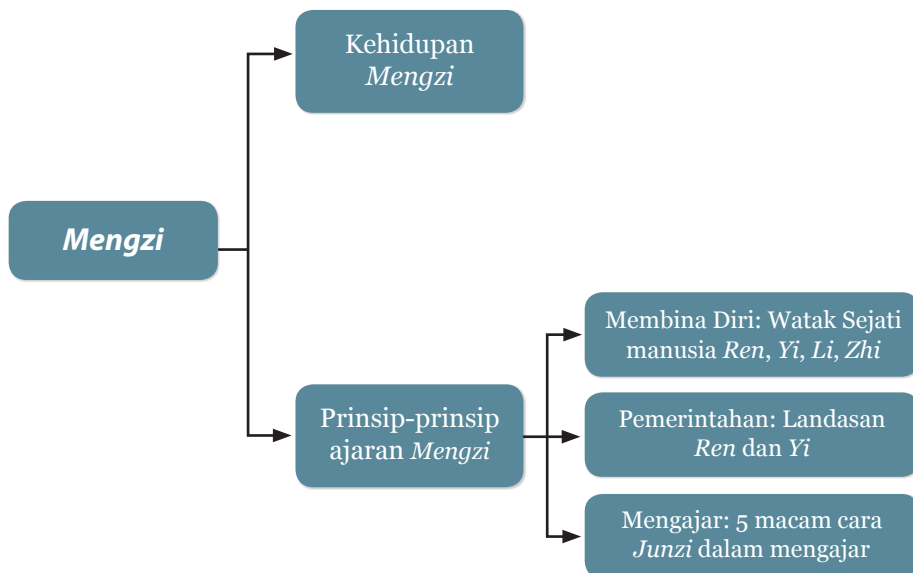 Kehidupan
Mengzi
Mengzi
Prinsip-prinsip
ajaran Mengzi
Membina Diri: Watak Sejati
manusia Ren, Yi, Li, Zhi
Pemerintahan: Landasan
Ren dan Yi
Mengajar: 5 macam cara
Junzi dalam mengajar